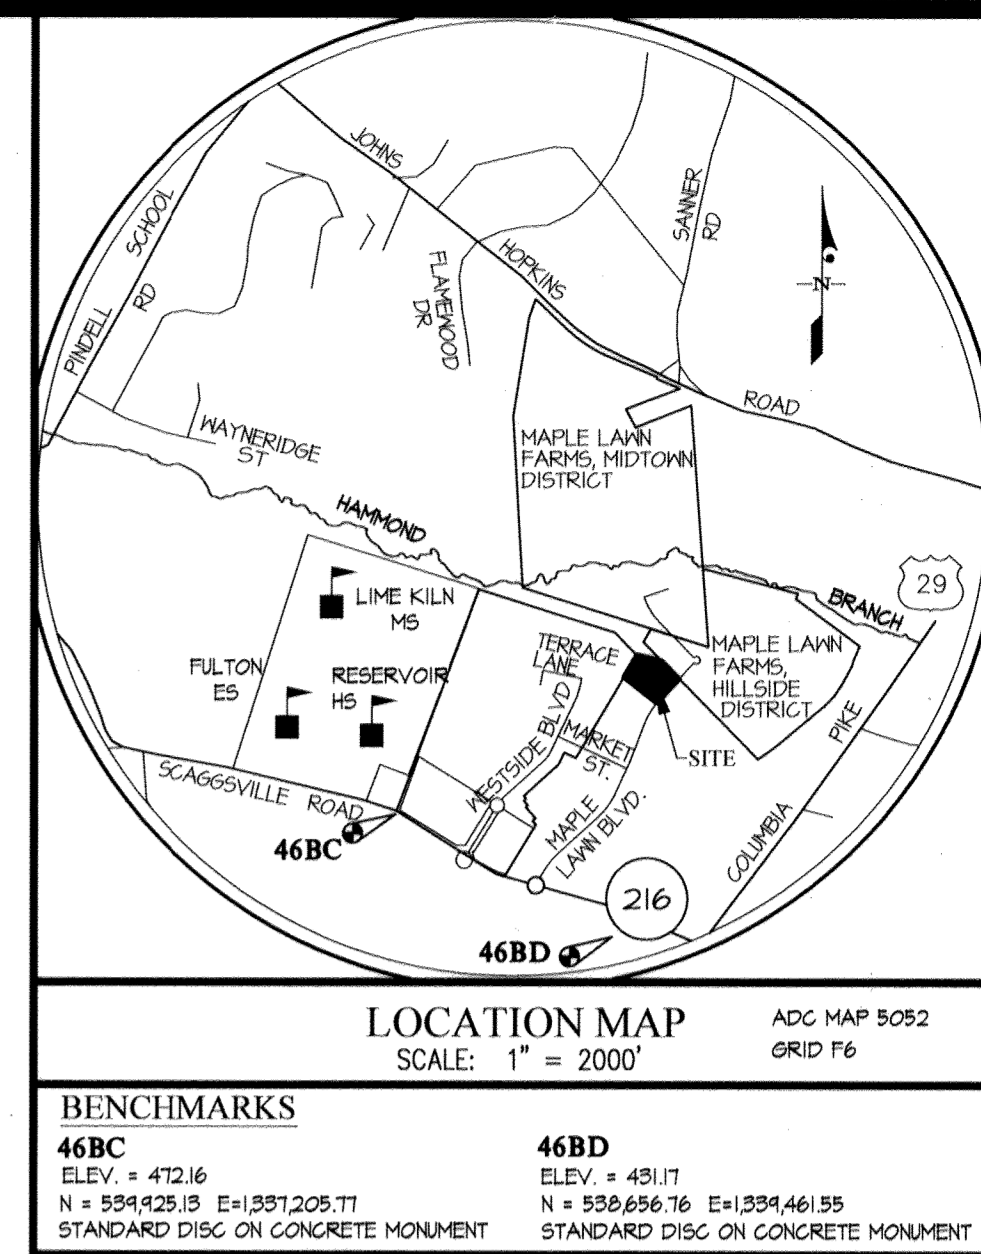 JOHNS
HOPKINS
ROAD
SANNER
RD
PINDELL
SCHOOL
RD
FLAMEWOOD
DR
-N-
WAYNERIDGE
ST
MAPLE LAWN
FARMS, MIDTOWN
DISTRICT
HAMMOND
BRANCH
29
LIME KILN
MS
FULTON
ES
RESERVOIR
HS
TERRACE
LANE
MAPLE LAWN
FARMS,
HILLSIDE
DISTRICT
WESTSIDE BLVD
MARKET
ST.
SITE
COLUMBIA
PIKE
SCAGGSVILLE ROAD
MAPLE
LAWN BLVD.
46BC
216
46BD
LOCATION MAP
SCALE: 1" = 2000'
ADC MAP 5052
GRID F6
BENCHMARKS
46BC
ELEV. = 472.16
N = 539,925.13 E=1,337,205.77
STANDARD DISC ON CONCRETE MONUMENT
46BD
ELEV. = 431.17
N = 538,656.76 E=1,339,461.55
STANDARD DISC ON CONCRETE MONUMENT